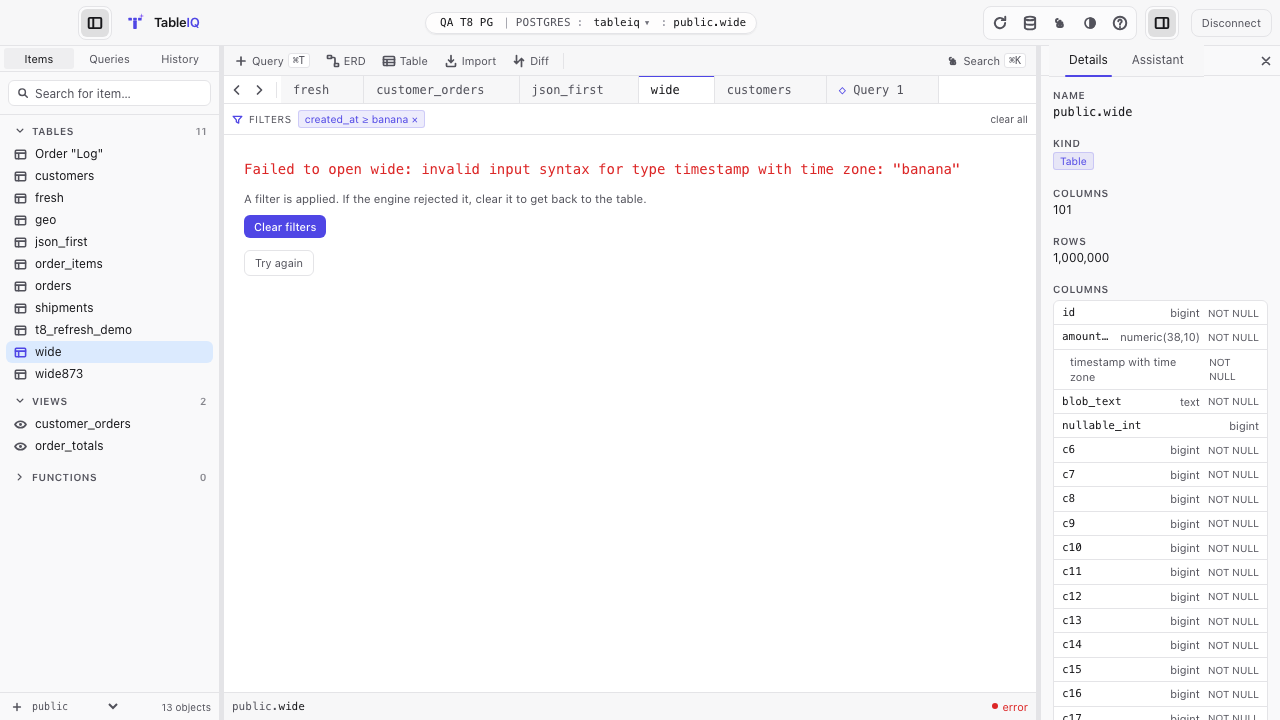 TableIQ
QA T8 PG | POSTGRES : tableiq ▾ : public.wide
Disconnect
Items Queries History
Search for item...
TABLES 11
Order "Log"
customers
fresh
geo
json_first
order_items
orders
shipments
t8_refresh_demo
wide
wide873
VIEWS 2
customer_orders
order_totals
FUNCTIONS 0
+ public 13 objects
+ Query ⌘T ERD Table Import Diff Search ⌘K
fresh customer_orders json_first wide customers ◇ Query 1
FILTERS created_at ≥ banana × clear all
Failed to open wide: invalid input syntax for type timestamp with time zone: "banana"
A filter is applied. If the engine rejected it, clear it to get back to the table.
Clear filters
Try again
public.wide error
Details Assistant ×
NAME
public.wide
KIND
Table
COLUMNS
101
ROWS
1,000,000
COLUMNS
id bigint NOT NULL
amount… numeric(38,10) NOT NULL
timestamp with time zone NOT NULL
blob_text text NOT NULL
nullable_int bigint
c6 bigint NOT NULL
c7 bigint NOT NULL
c8 bigint NOT NULL
c9 bigint NOT NULL
c10 bigint NOT NULL
c11 bigint NOT NULL
c12 bigint NOT NULL
c13 bigint NOT NULL
c14 bigint NOT NULL
c15 bigint NOT NULL
c16 bigint NOT NULL
c17 bigint NOT NULL